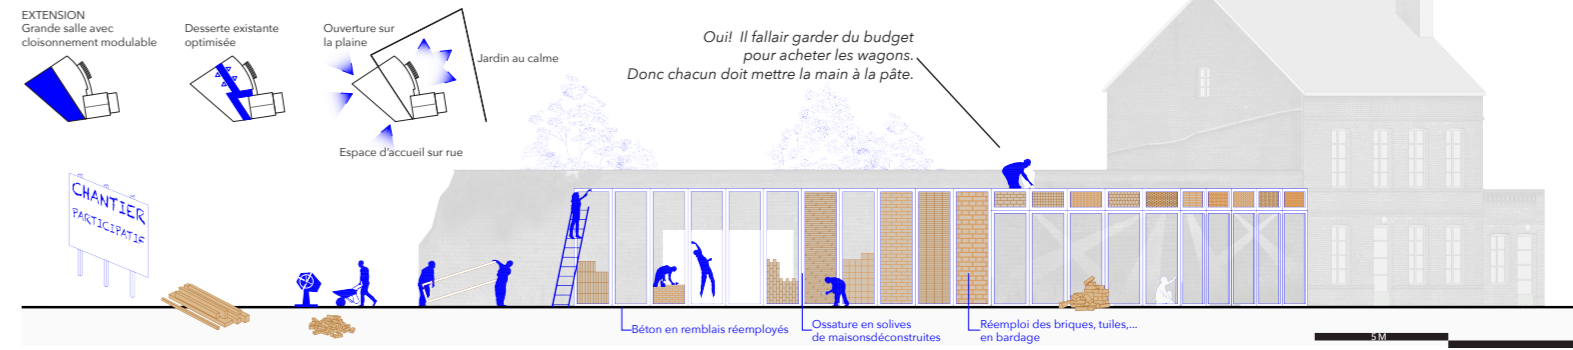 EXTENSION
Grande salle avec
cloisonnement modulable
Desserte existante
optimisée
Ouverture sur
la plaine
Jardin au calme
Espace d'accueil sur rue
Oui! Il fallair garder du budget
pour acheter les wagons.
Donc chacun doit mettre la main à la pâte.
CHANTIER
PARTICIPATIF
Béton en remblais réemployés
Ossature en solives
de maisonsdéconstruites
Réemploi des briques, tuiles,...
en bardage
5 M